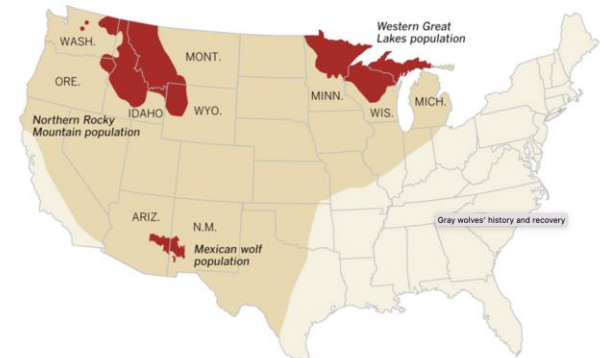 Western Great
Lakes population
WASH.
MONT.
ORE.
IDAHO
WYO.
MINN.
WIS.
MICH.
Northern Rocky
Mountain population
ARIZ.
N.M.
Mexican wolf
population
Gray wolves' history and recovery